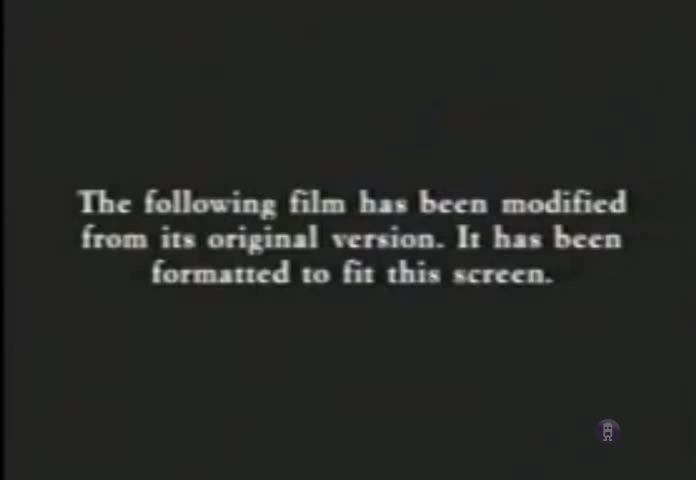 The following film has been modified
from its original version. It has been
formatted to fit this screen.